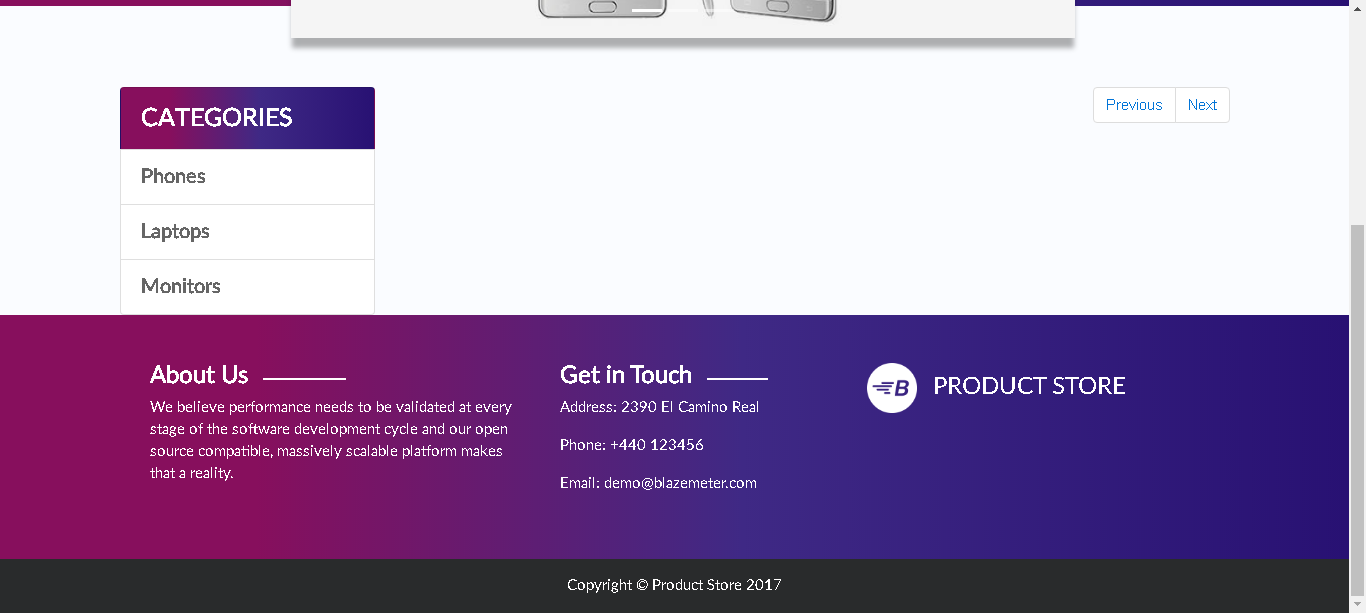 CATEGORIES
Phones
Laptops
Monitors
Previous
Next
About Us
We believe performance needs to be validated at every
stage of the software development cycle and our open
source compatible, massively scalable platform makes
that a reality.
Get in Touch
Address: 2390 El Camino Real
Phone: +440 123456
Email: demo@blazemeter.com
B
PRODUCT STORE
Copyright © Product Store 2017